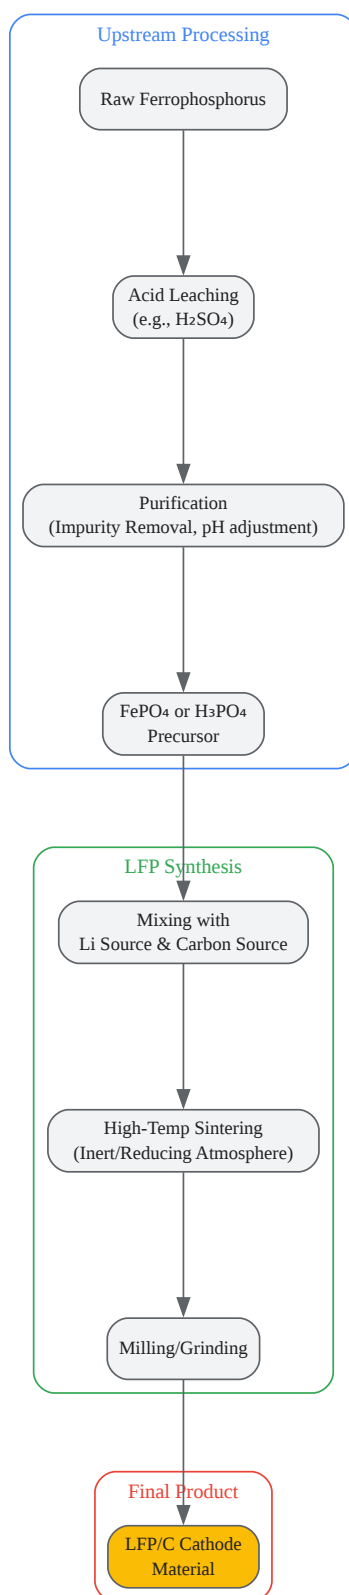 Upstream Processing
Raw Ferrophosphorus
Acid Leaching
(e.g., H₂SO₄)
Purification
(Impurity Removal, pH adjustment)
FePO₄ or H₃PO₄
Precursor
LFP Synthesis
Mixing with
Li Source & Carbon Source
High-Temp Sintering
(Inert/Reducing Atmosphere)
Milling/Grinding
Final Product
LFP/C Cathode
Material